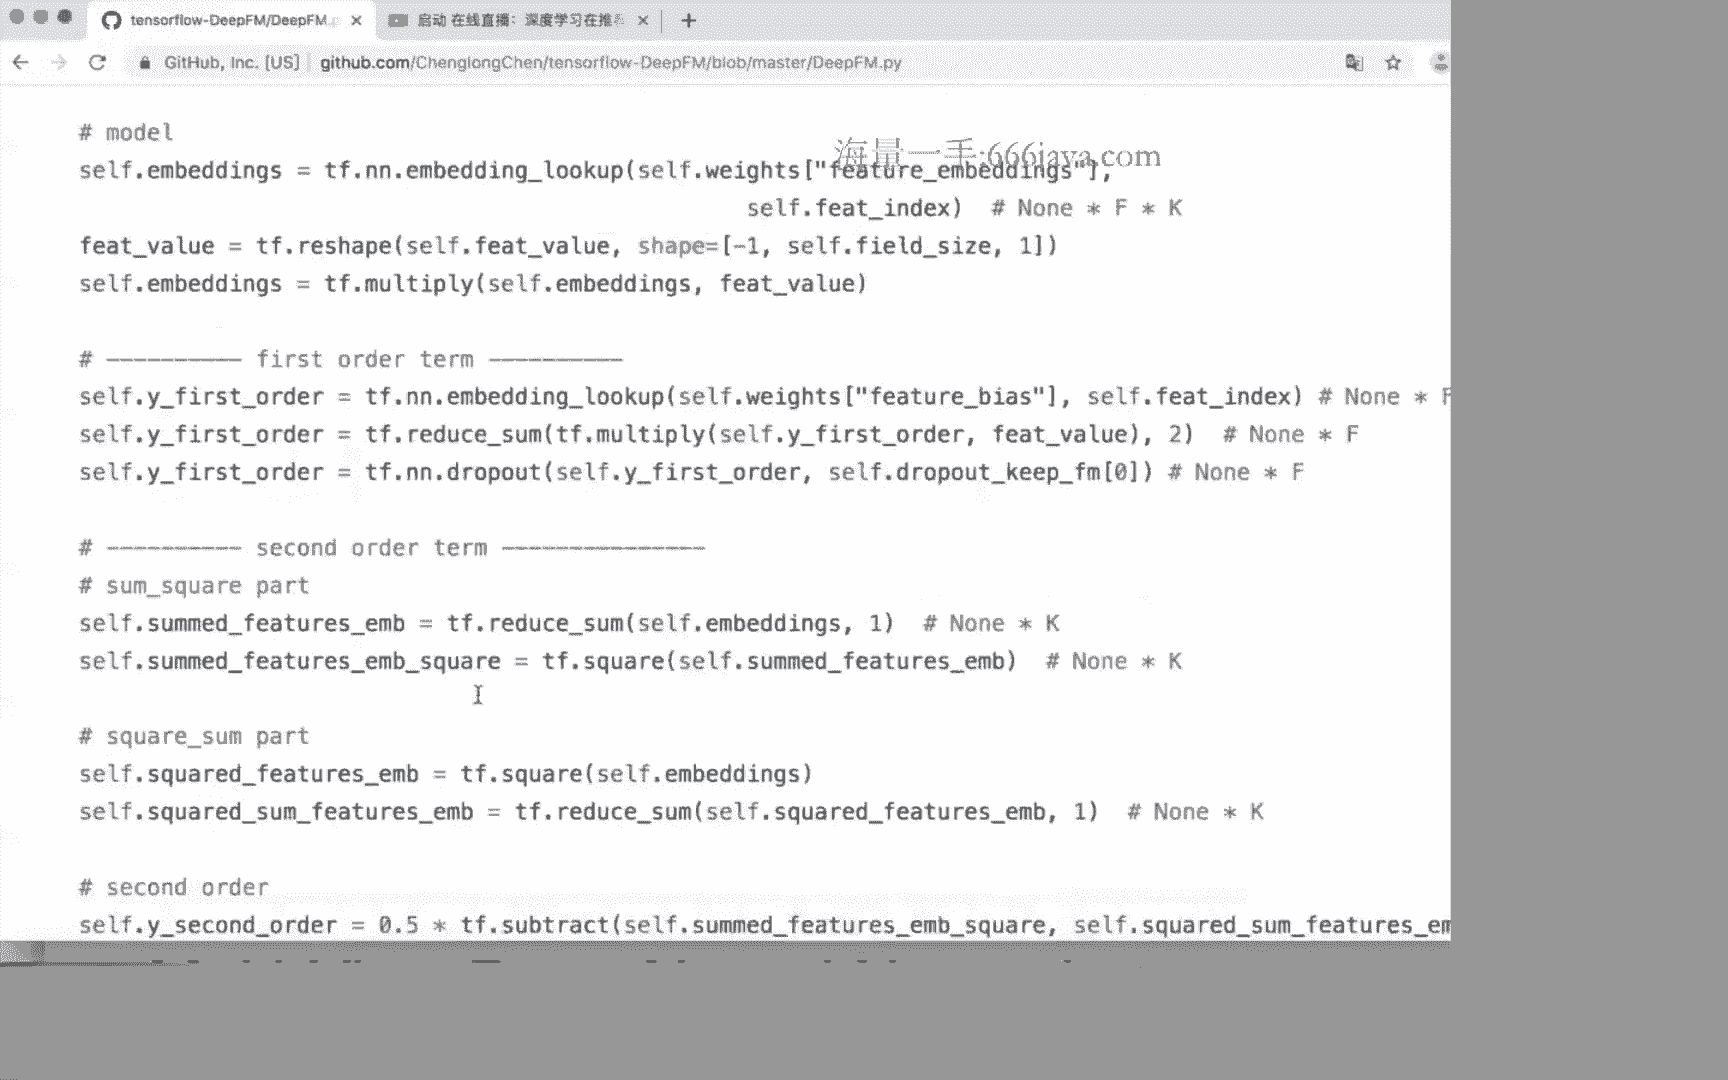 tensorflow-DeepFM/DeepFM.p
启动 在线直播：深度学习在推
GitHub, Inc. [US] | github.com/ChenglongChen/tensorflow-DeepFM/blob/master/DeepFM.py
海量一手:666java.com
# model
self.embeddings = tf.nn.embedding_lookup(self.weights["feature_embeddings"],
self.feat_index)  # None * F * K
feat_value = tf.reshape(self.feat_value, shape=[-1, self.field_size, 1])
self.embeddings = tf.multiply(self.embeddings, feat_value)
# ---------- first order term ----------
self.y_first_order = tf.nn.embedding_lookup(self.weights["feature_bias"], self.feat_index) # None * F
self.y_first_order = tf.reduce_sum(tf.multiply(self.y_first_order, feat_value), 2)  # None * F
self.y_first_order = tf.nn.dropout(self.y_first_order, self.dropout_keep_fm[0]) # None * F
# ---------- second order term ---------------
# sum_square part
self.summed_features_emb = tf.reduce_sum(self.embeddings, 1)  # None * K
self.summed_features_emb_square = tf.square(self.summed_features_emb)  # None * K
# square_sum part
self.squared_features_emb = tf.square(self.embeddings)
self.squared_sum_features_emb = tf.reduce_sum(self.squared_features_emb, 1)  # None * K
# second order
self.y_second_order = 0.5 * tf.subtract(self.summed_features_emb_square, self.squared_sum_features_em